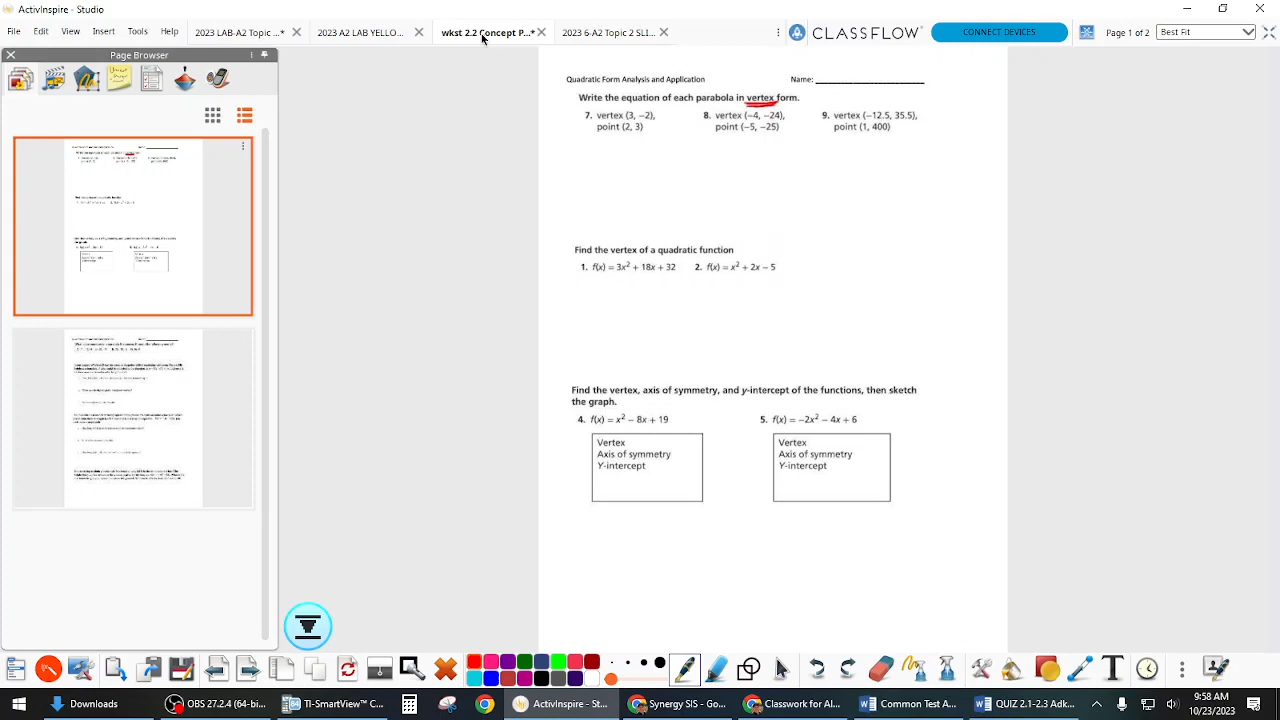 ActivInspire - Studio
File Edit View Insert Tools Help
2023 LAB-A2 Topic ...*
2023 A2 LP - Do...
wkst 2.2 Concept P...*
2023 6-A2 Topic 2 SLI...
CLASSFLOW
CONNECT DEVICES
Page 1 of 2
Best Fit
Page Browser
Quadratic Form Analysis and Application Name:
Write the equation of each parabola in vertex form.
7. vertex (3, −2), 8. vertex (−4, −24), 9. vertex (−12.5, 35.5),
point (2, 3) point (−5, −25) point (1, 400)
Find the vertex of a quadratic function
1. f(x) = 3x² + 18x + 32 2. f(x) = x² + 2x − 5
Find the vertex, axis of symmetry, and y-intercept of the functions, then sketch
the graph.
4. f(x) = x² − 8x + 19 5. f(x) = −2x² − 4x + 6
Vertex
Axis of symmetry
Y-intercept
Vertex
Axis of symmetry
Y-intercept
Downloads
OBS 27.2.4 (64-bi...
TI-SmartView™ C...
ActivInspire - St...
Synergy SIS - Go...
Classwork for Ac...
Common Test A...
QUIZ 2.1-2.3 Adk...
9:53 AM
10/23/2023